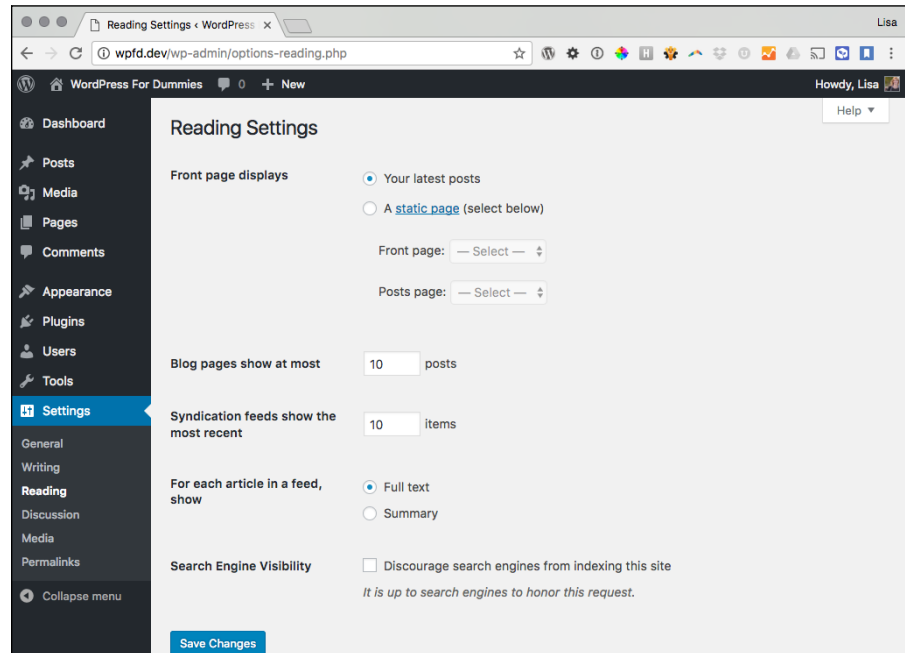 Reading Settings ‹ WordPress
Lisa
wpfd.dev/wp-admin/options-reading.php
WordPress For Dummies 0 + New
Howdy, Lisa
Help
Dashboard
Posts
Media
Pages
Comments
Appearance
Plugins
Users
Tools
Settings
General
Writing
Reading
Discussion
Media
Permalinks
Collapse menu
Reading Settings
Front page displays
Your latest posts
A static page (select below)
Front page: — Select —
Posts page: — Select —
Blog pages show at most
10 posts
Syndication feeds show the
most recent
10 items
For each article in a feed,
show
Full text
Summary
Search Engine Visibility
Discourage search engines from indexing this site
It is up to search engines to honor this request.
Save Changes